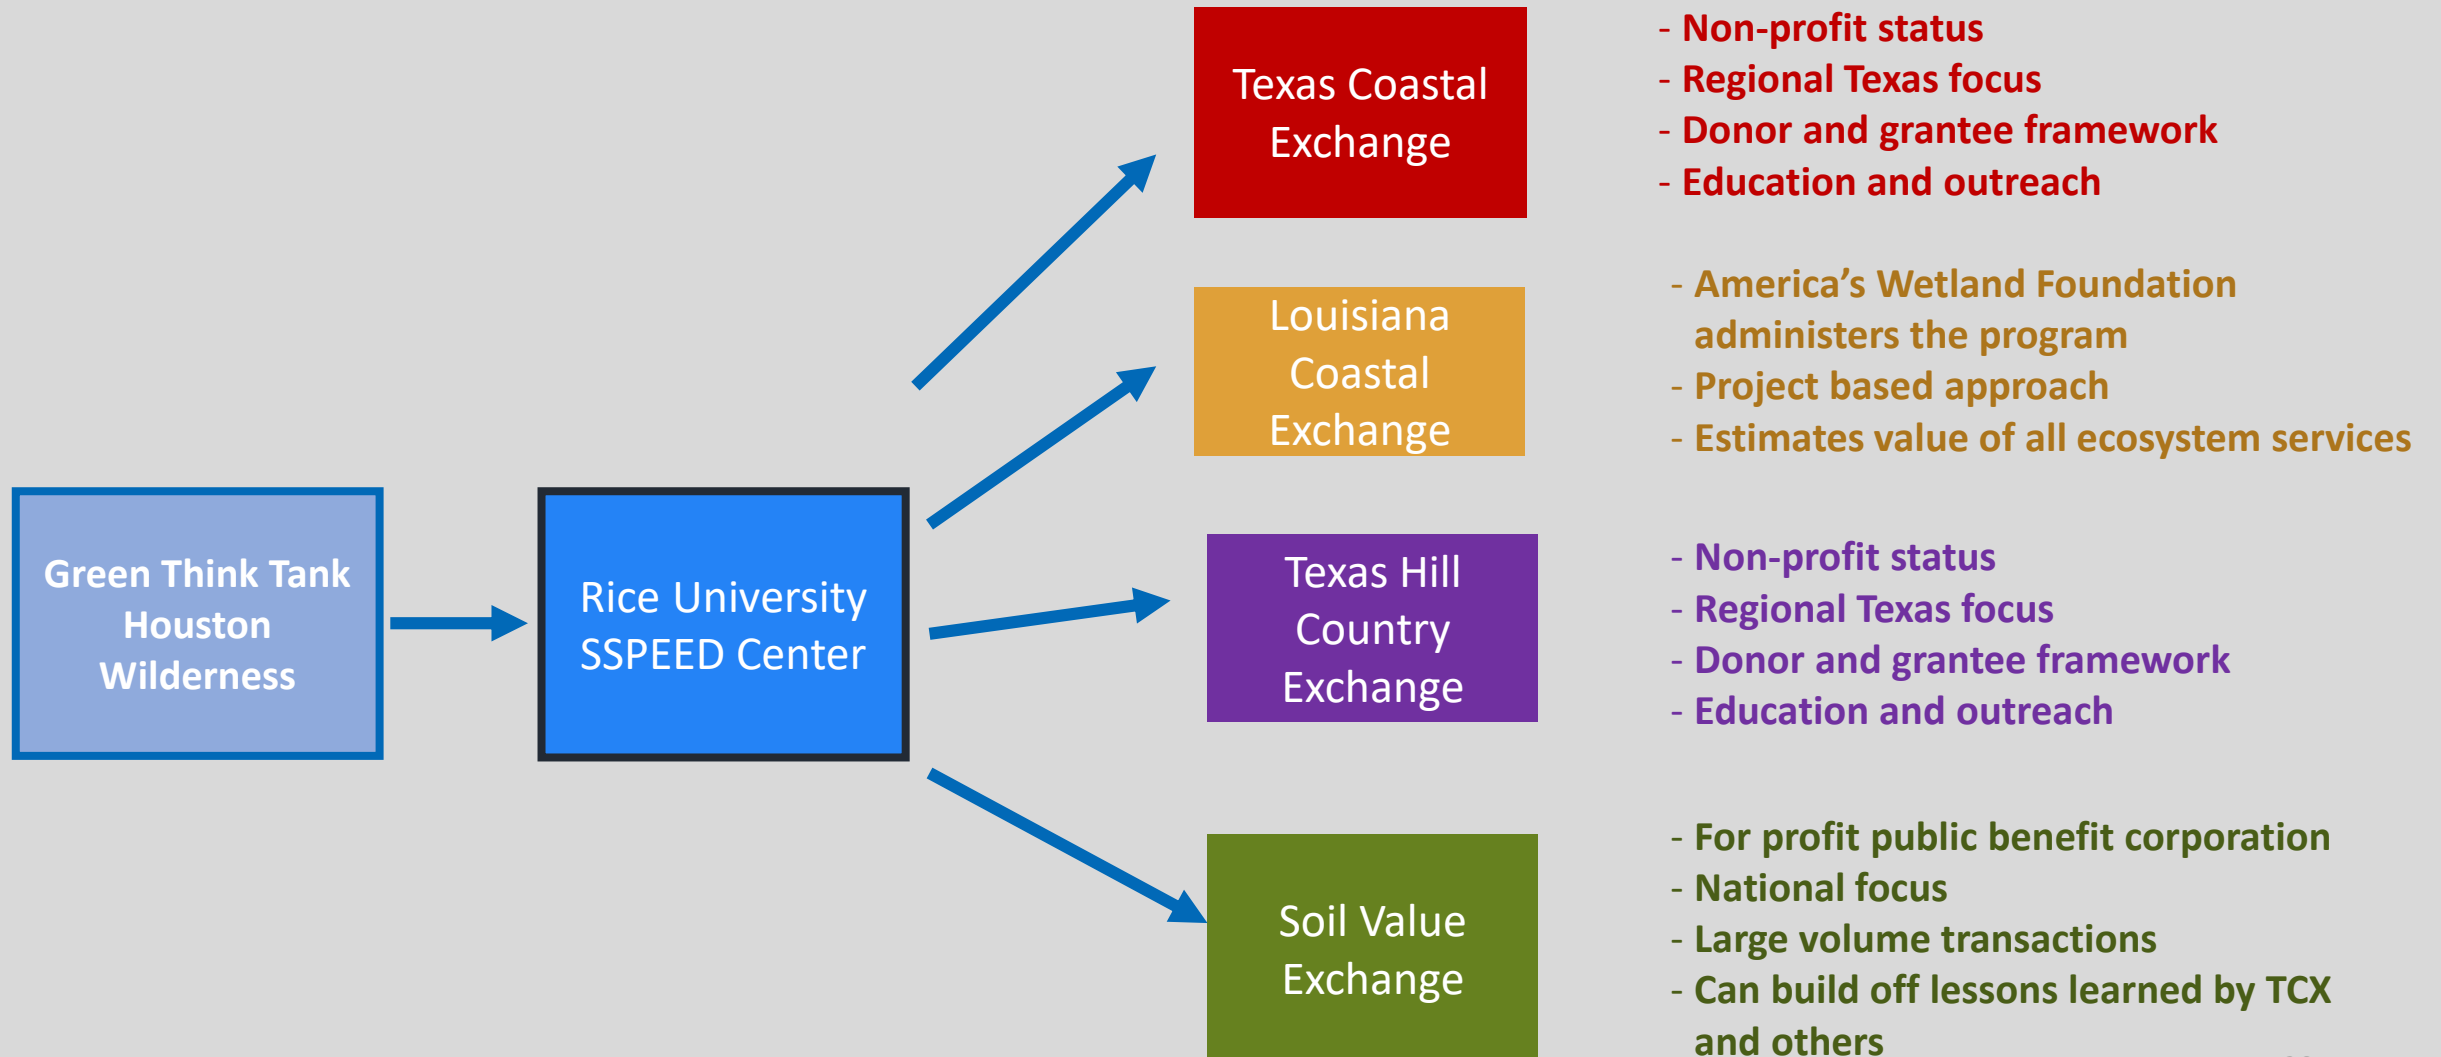 Green Think Tank
Houston
Wilderness
Rice University
SSPEED Center
Texas Coastal
Exchange
- Non-profit status
- Regional Texas focus
- Donor and grantee framework
- Education and outreach
Louisiana
Coastal
Exchange
- America’s Wetland Foundation
administers the program
- Project based approach
- Estimates value of all ecosystem services
Texas Hill
Country
Exchange
- Non-profit status
- Regional Texas focus
- Donor and grantee framework
- Education and outreach
Soil Value
Exchange
- For profit public benefit corporation
- National focus
- Large volume transactions
- Can build off lessons learned by TCX
and others